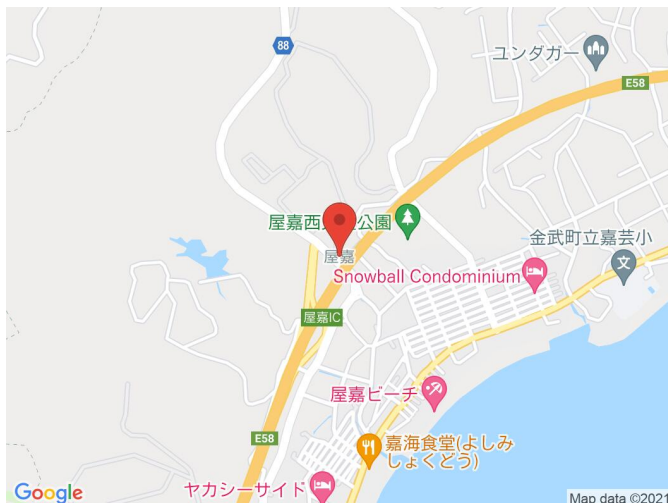 88
ユンダガー
E58
屋嘉西
公園
屋嘉
金武町立嘉芸小
Snowball Condominium
文
屋嘉IC
屋嘉ビーチ
E58
嘉海食堂(よしみ
しょくどう)
ヤカシーサイド
Google
Map data ©2021